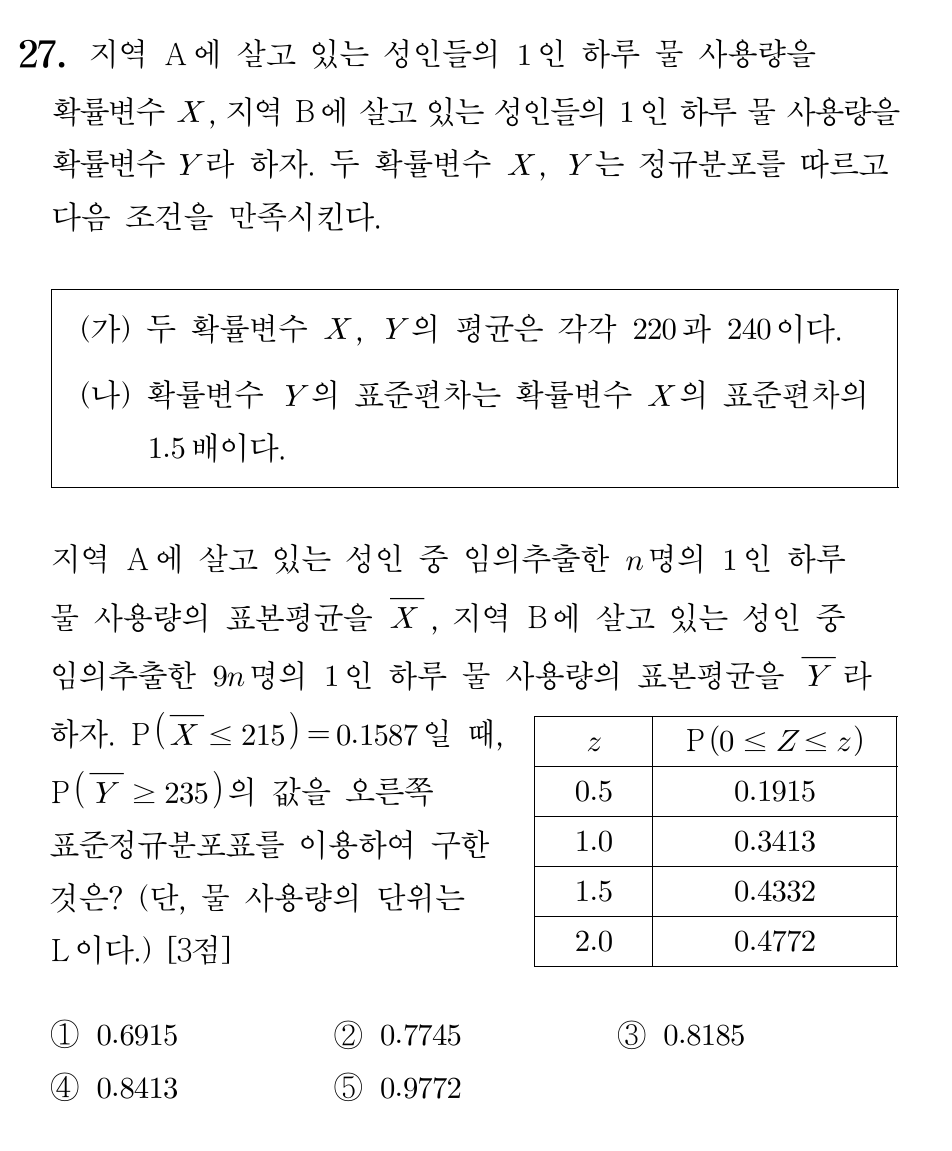 27. 지역 A에 살고 있는 성인들의 1인 하루 물 사용량을
확률변수 X, 지역 B에 살고 있는 성인들의 1인 하루 물 사용량을
확률변수 Y라 하자. 두 확률변수 X, Y는 정규분포를 따르고
다음 조건을 만족시킨다.
(가) 두 확률변수 X, Y의 평균은 각각 220과 240이다.
(나) 확률변수 Y의 표준편차는 확률변수 X의 표준편차의
1.5배이다.
지역 A에 살고 있는 성인 중 임의추출한 n명의 1인 하루
물 사용량의 표본평균을 X̅, 지역 B에 살고 있는 성인 중
임의추출한 9n명의 1인 하루 물 사용량의 표본평균을 Y̅라
하자. P(X̅ ≤ 215) = 0.1587일 때,
P(Y̅ ≥ 235)의 값을 오른쪽
표준정규분포표를 이용하여 구한
것은? (단, 물 사용량의 단위는
L이다.) [3점]
z P(0 ≤ Z ≤ z)
0.5 0.1915
1.0 0.3413
1.5 0.4332
2.0 0.4772
① 0.6915 ② 0.7745 ③ 0.8185
④ 0.8413 ⑤ 0.9772